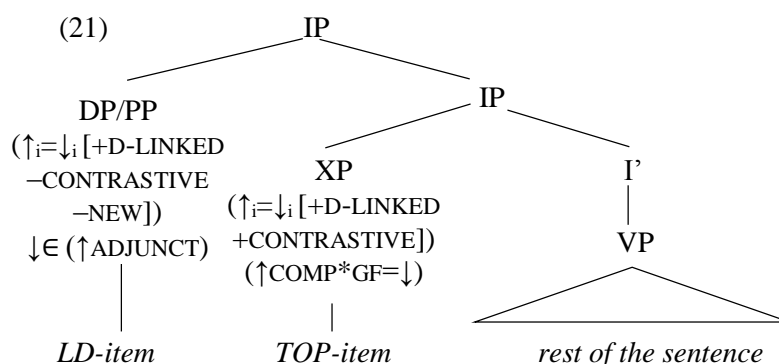 (21) IP
DP/PP IP
(↑ᵢ=↓ᵢ [+D-LINKED
–CONTRASTIVE XP I’
–NEW]) (↑ᵢ=↓ᵢ [+D-LINKED
↓∈ (↑ADJUNCT) +CONTRASTIVE]) VP
(↑COMP*GF=↓)
LD-item TOP-item rest of the sentence